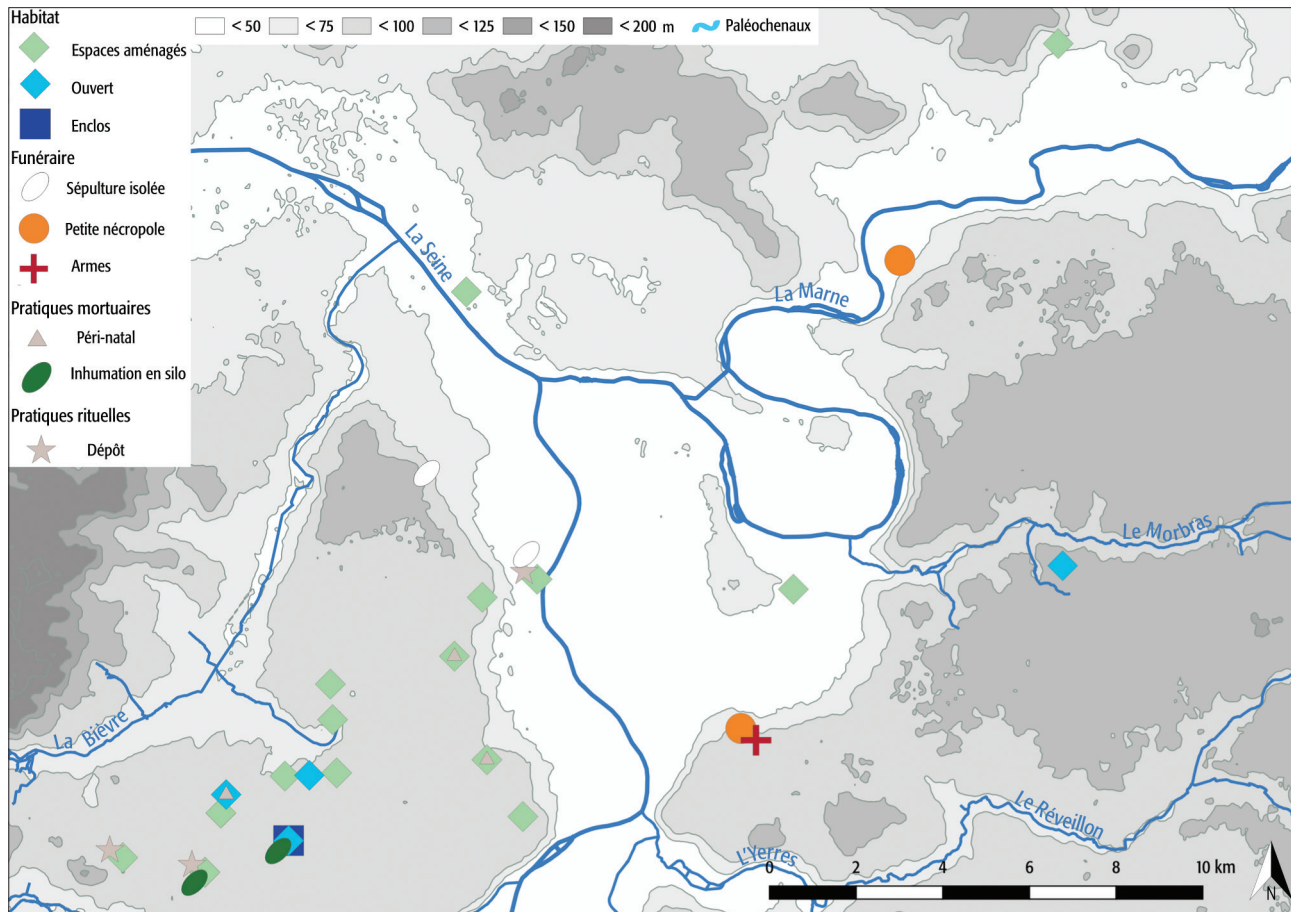 Habitat
Espaces aménagés
Ouvert
Enclos
Funéraire
Sépulture isolée
Petite nécropole
Armes
Pratiques mortuaires
Péri-natal
Inhumation en silo
Pratiques rituelles
Dépôt
< 50 < 75 < 100 < 125 < 150 < 200 m Paléochenaux
La Seine
La Marne
Le Morbras
La Bièvre
Le Réveillon
L'Yerres
0 2 4 6 8 10 km
N